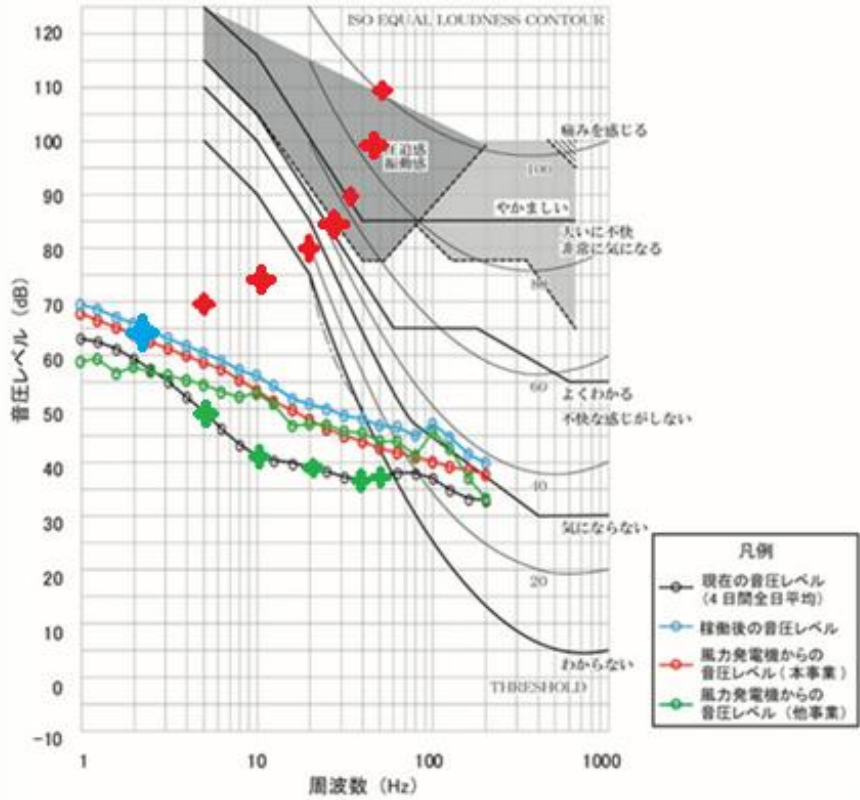 ISO EQUAL LOUDNESS CONTOUR
120
110
100
90
80
70
60
50
40
30
20
10
0
-10
音圧レベル (dB)
痛みを感じる
100
圧迫感
振動感
やかましい
大いに不快
非常に気になる
80
60
よくわかる
不快な感じがしない
40
気にならない
20
わからない
THRESHOLD
1
10
100
1000
周波数 (Hz)
凡例
現在の音圧レベル
(4日間全日平均)
稼働後の音圧レベル
風力発電機からの
音圧レベル(本事業)
風力発電機からの
音圧レベル(他事業)